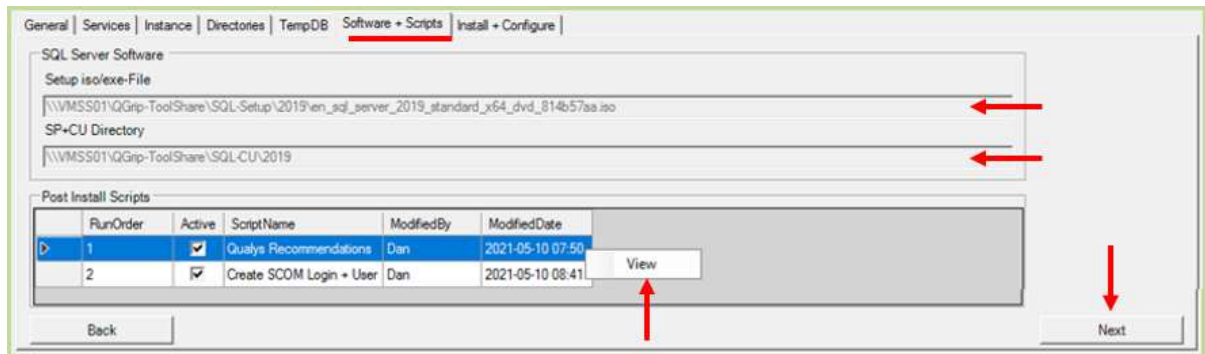 General | Services | Instance | Directories | TempDB Software + Scripts | Install + Configure |
SQL Server Software
Setup iso/exe-File
\\VMSS01\QGrip-ToolShare\SQL-Setup\2019\en_sql_server_2019_standard_x64_dvd_814b57aa.iso
SP+CU Directory
\\VMSS01\QGrip-ToolShare\SQL-CU\2019
Post Install Scripts
RunOrder Active ScriptName ModifiedBy ModifiedDate
1 Qualys Recommendations Dan 2021-05-10 07:50
View
2 Create SCOM Login + User Dan 2021-05-10 08:41
Back Next